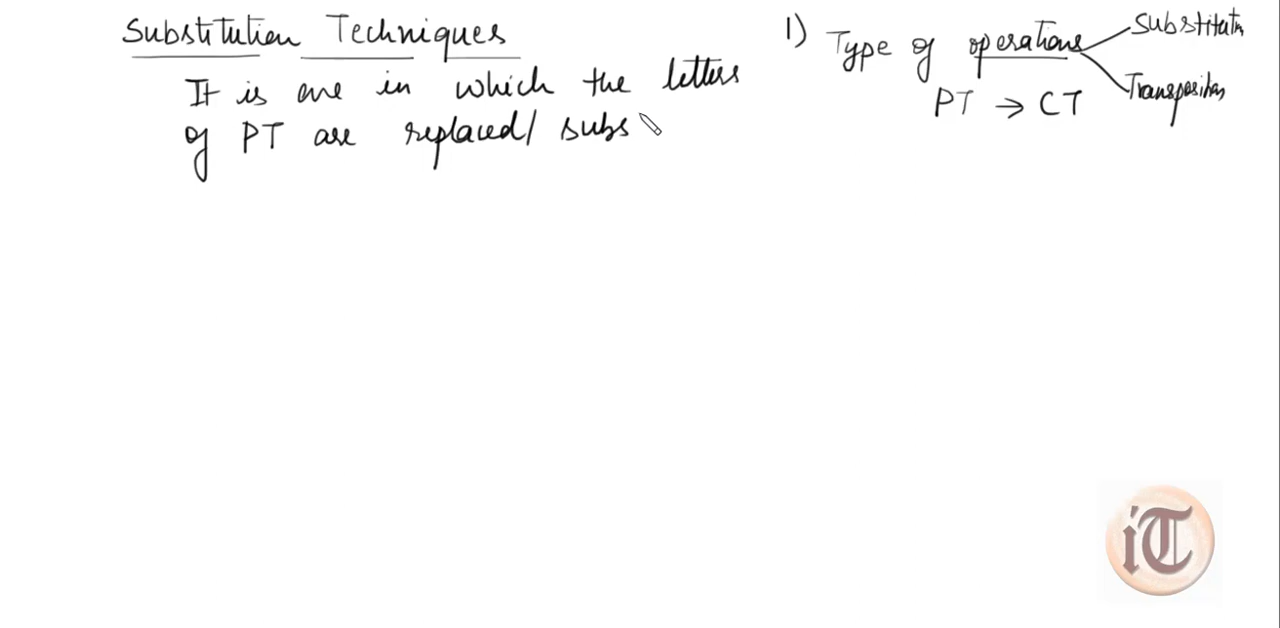 Substitution Techniques
It is one in which the letters
of PT are replaced/ subs
1) Type of operations
Substitutn
Transposition
PT → CT
iT